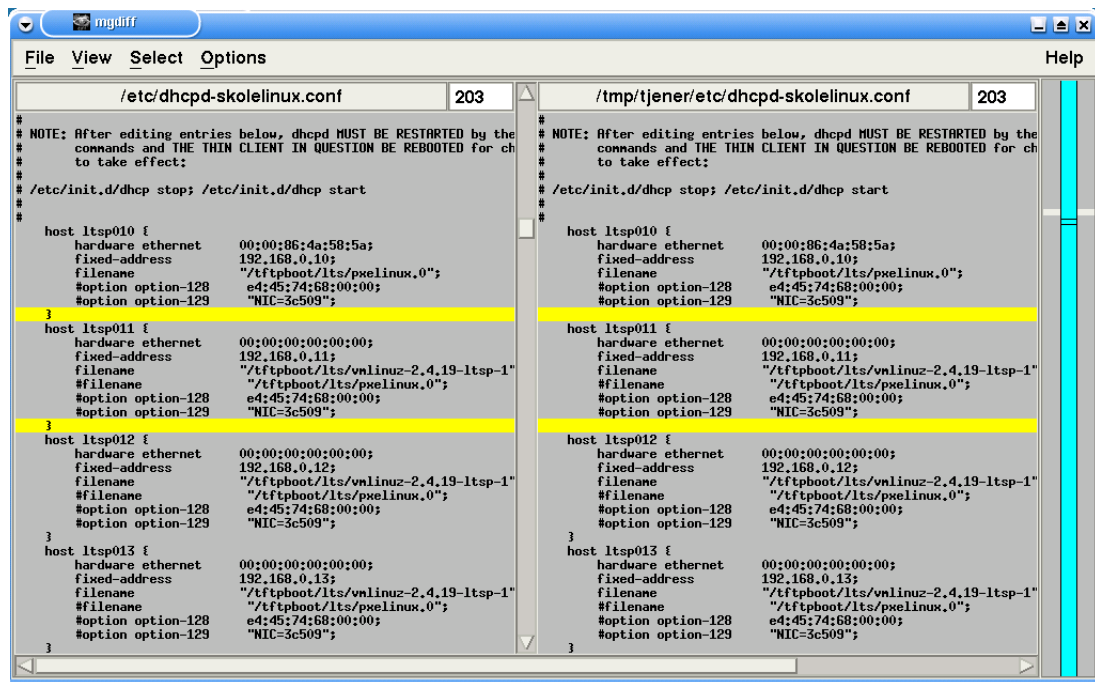 mgdiff
File View Select Options Help
/etc/dhcpd-skolelinux.conf 203
#
# NOTE: After editing entries below, dhcpd MUST BE RESTARTED by the
# commands and THE THIN CLIENT IN QUESTION BE REBOOTED for ch
# to take effect:
#
# /etc/init.d/dhcp stop; /etc/init.d/dhcp start
#
#
host ltsp010 {
hardware ethernet 00:00:86:4a:58:5a;
fixed-address 192.168.0.10;
filename "/tftpboot/lts/pxelinux.0";
#option option-128 e4:45:74:68:00:00;
#option option-129 "NIC=3c509";
}
host ltsp011 {
hardware ethernet 00:00:00:00:00:00;
fixed-address 192.168.0.11;
filename "/tftpboot/lts/vmlinuz-2.4.19-ltsp-1"
#filename "/tftpboot/lts/pxelinux.0";
#option option-128 e4:45:74:68:00:00;
#option option-129 "NIC=3c509";
}
host ltsp012 {
hardware ethernet 00:00:00:00:00:00;
fixed-address 192.168.0.12;
filename "/tftpboot/lts/vmlinuz-2.4.19-ltsp-1"
#filename "/tftpboot/lts/pxelinux.0";
#option option-128 e4:45:74:68:00:00;
#option option-129 "NIC=3c509";
}
host ltsp013 {
hardware ethernet 00:00:00:00:00:00;
fixed-address 192.168.0.13;
filename "/tftpboot/lts/vmlinuz-2.4.19-ltsp-1"
#filename "/tftpboot/lts/pxelinux.0";
#option option-128 e4:45:74:68:00:00;
#option option-129 "NIC=3c509";
}
/tmp/tjener/etc/dhcpd-skolelinux.conf 203
#
# NOTE: After editing entries below, dhcpd MUST BE RESTARTED by the
# commands and THE THIN CLIENT IN QUESTION BE REBOOTED for ch
# to take effect:
#
# /etc/init.d/dhcp stop; /etc/init.d/dhcp start
#
#
host ltsp010 {
hardware ethernet 00:00:86:4a:58:5a;
fixed-address 192.168.0.10;
filename "/tftpboot/lts/pxelinux.0";
#option option-128 e4:45:74:68:00:00;
#option option-129 "NIC=3c509";
host ltsp011 {
hardware ethernet 00:00:00:00:00:00;
fixed-address 192.168.0.11;
filename "/tftpboot/lts/vmlinuz-2.4.19-ltsp-1"
#filename "/tftpboot/lts/pxelinux.0";
#option option-128 e4:45:74:68:00:00;
#option option-129 "NIC=3c509";
host ltsp012 {
hardware ethernet 00:00:00:00:00:00;
fixed-address 192.168.0.12;
filename "/tftpboot/lts/vmlinuz-2.4.19-ltsp-1"
#filename "/tftpboot/lts/pxelinux.0";
#option option-128 e4:45:74:68:00:00;
#option option-129 "NIC=3c509";
}
host ltsp013 {
hardware ethernet 00:00:00:00:00:00;
fixed-address 192.168.0.13;
filename "/tftpboot/lts/vmlinuz-2.4.19-ltsp-1"
#filename "/tftpboot/lts/pxelinux.0";
#option option-128 e4:45:74:68:00:00;
#option option-129 "NIC=3c509";
}